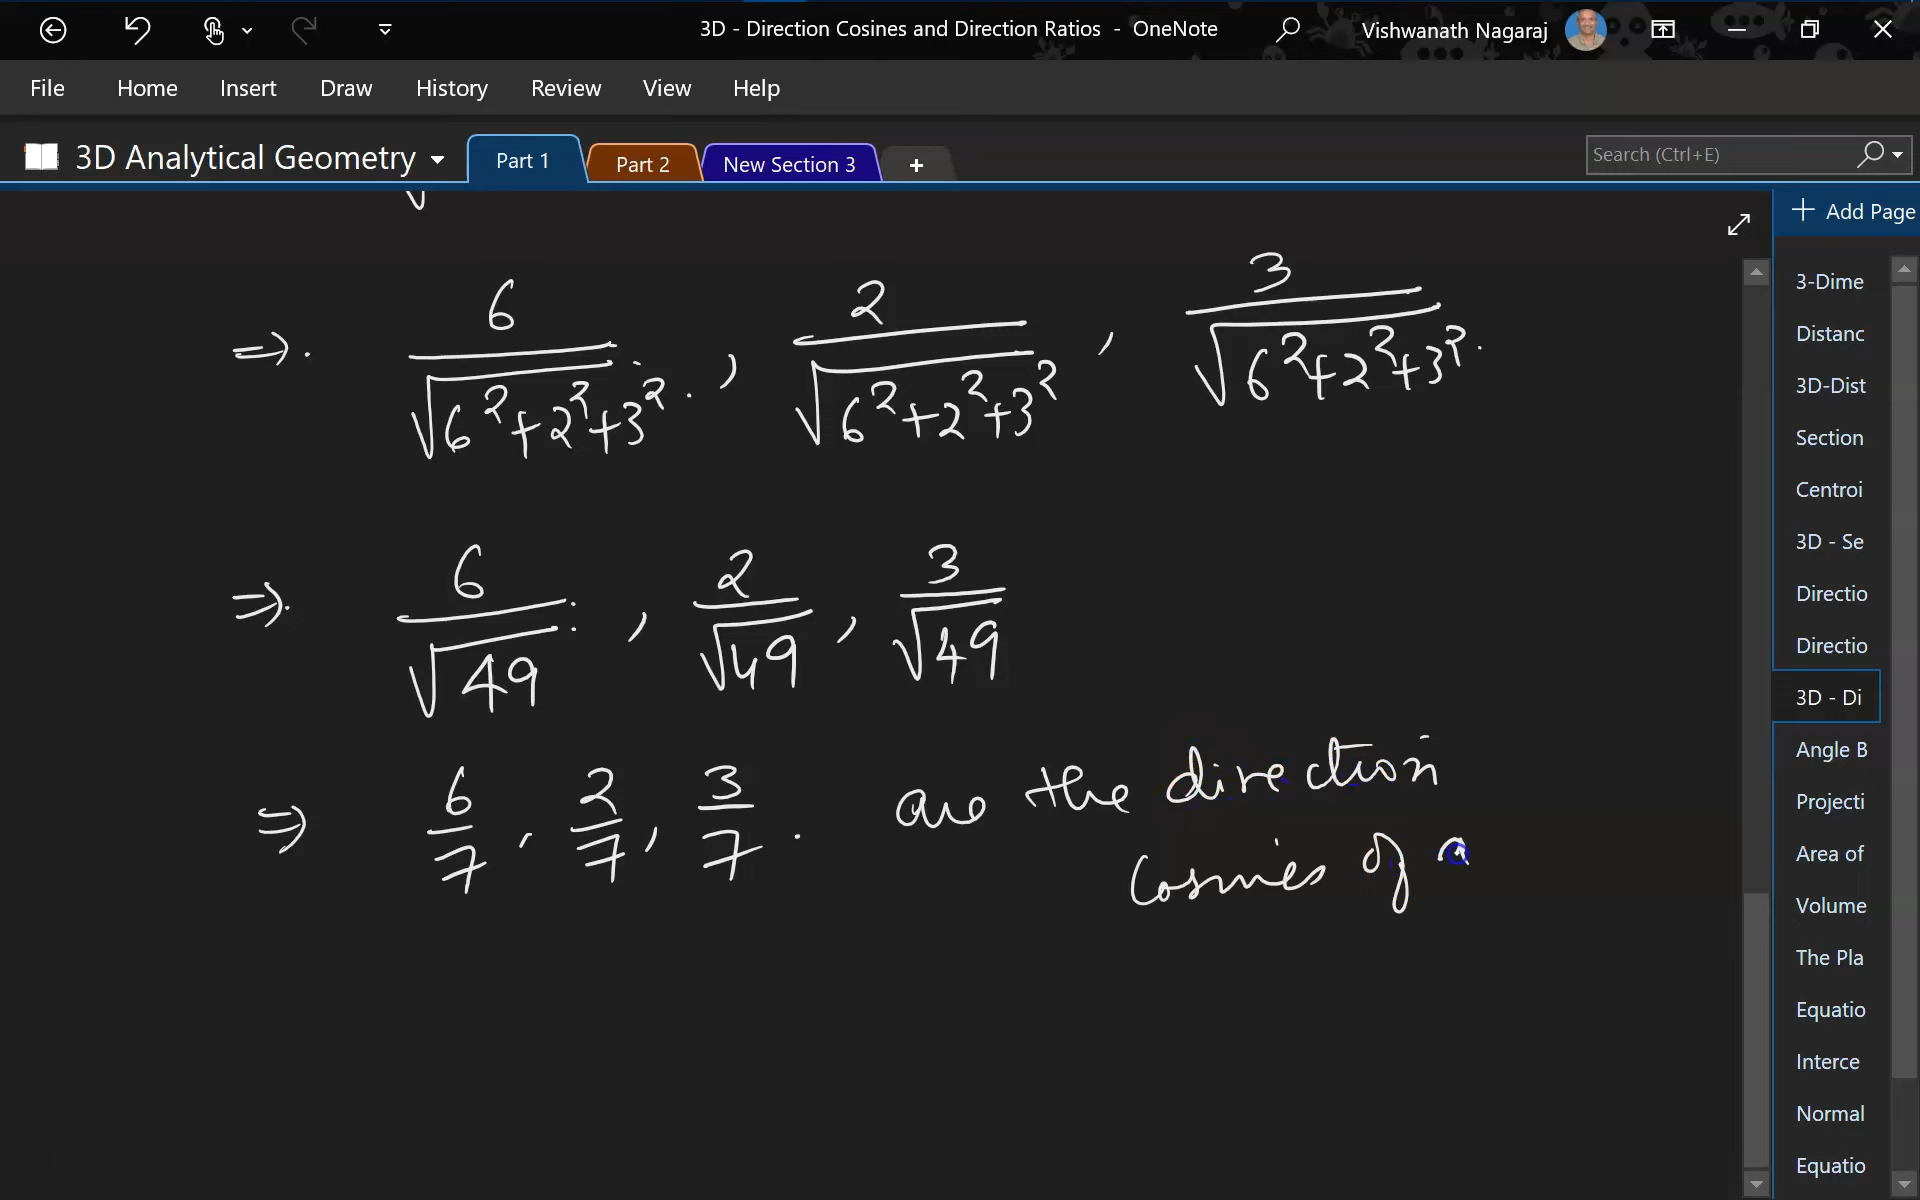 3D - Direction Cosines and Direction Ratios - OneNote
Vishwanath Nagaraj
File Home Insert Draw History Review View Help
3D Analytical Geometry
Part 1
Part 2
New Section 3
+
Search (Ctrl+E)
+ Add Page
⇒. 6/√(6²+2²+3²) , 2/√(6²+2²+3²) , 3/√(6²+2²+3²)
⇒. 6/√49 , 2/√49 , 3/√49
⇒ 6/7 , 2/7 , 3/7 . are the direction
Cosines of a
3-Dime
Distanc
3D-Dist
Section
Centroi
3D - Se
Directio
Directio
3D - Di
Angle B
Projecti
Area of
Volume
The Pla
Equatio
Interce
Normal
Equatio